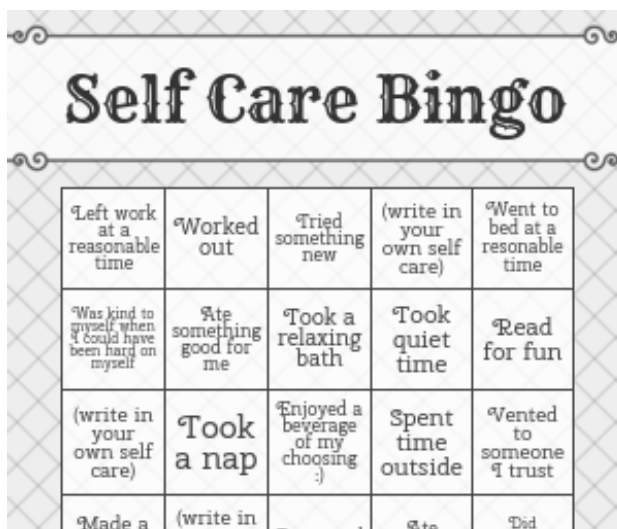 Self Care Bingo
Left work
at a
reasonable
time
Worked
out
Tried
something
new
(write in
your
own self
care)
Went to
bed at a
resonable
time
Was kind to
myself when
I could have
been hard on
myself
Ate
something
good for
me
Took a
relaxing
bath
Took
quiet
time
Read
for fun
(write in
your
own self
care)
Took
a nap
Enjoyed a
beverage
of my
choosing
:)
Spent
time
outside
Vented
to
someone
I trust
Made a
(write in
Ate
Did